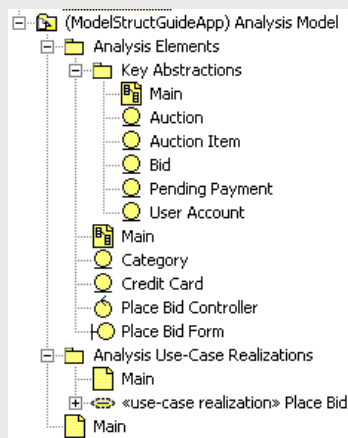 (ModelStructGuideApp) Analysis Model
Analysis Elements
Key Abstractions
Main
Auction
Auction Item
Bid
Pending Payment
User Account
Main
Category
Credit Card
Place Bid Controller
Place Bid Form
Analysis Use-Case Realizations
Main
«use-case realization» Place Bid
Main